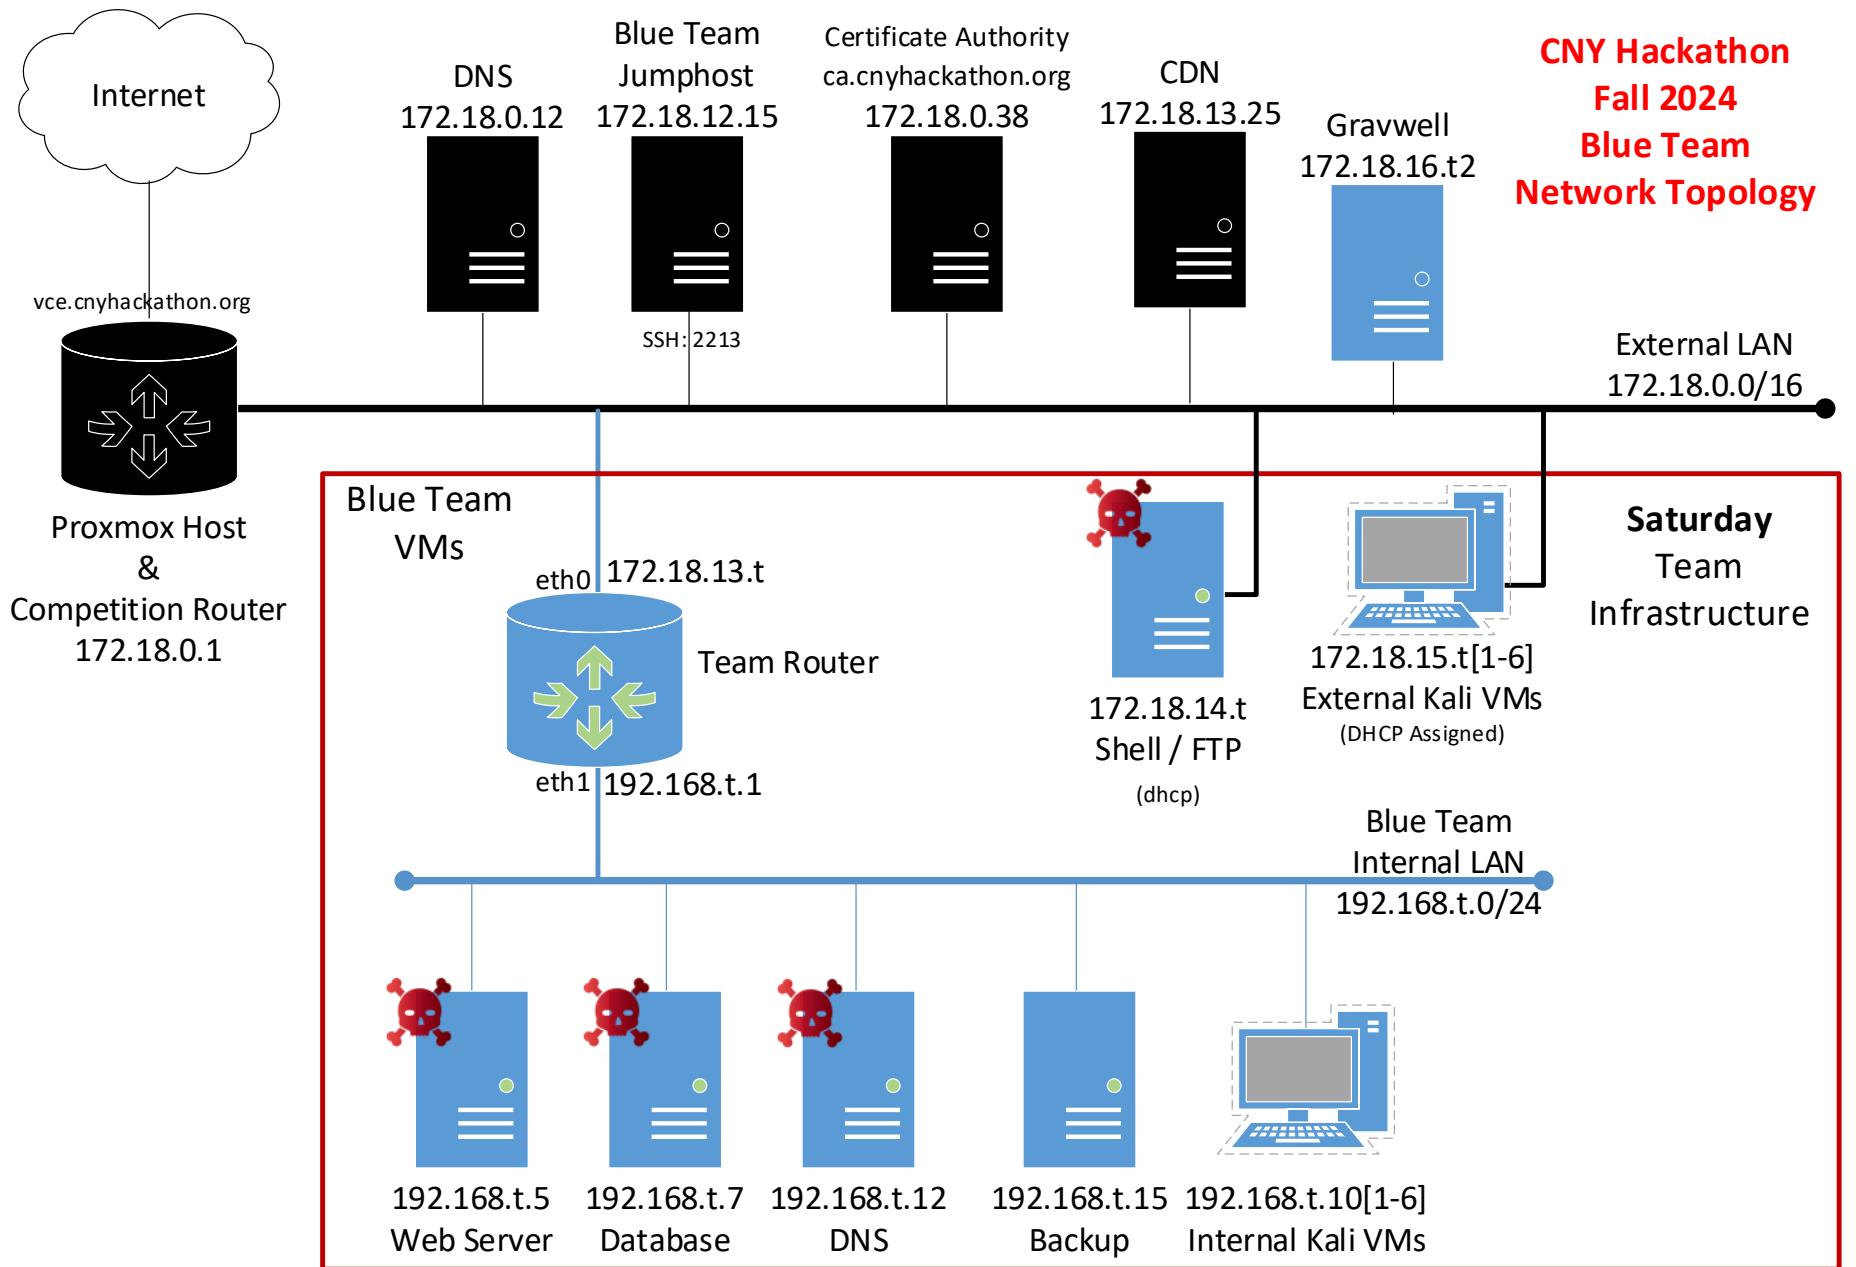 Internet
DNS
172.18.0.12
Blue Team
Jumphost
172.18.12.15
SSH: 2213
Certificate Authority
ca.cnyhackathon.org
172.18.0.38
CDN
172.18.13.25
Gravwell
172.18.16.t2
CNY Hackathon
Fall 2024
Blue Team
Network Topology
vce.cnyhackathon.org
External LAN
172.18.0.0/16
Proxmox Host
&
Competition Router
172.18.0.1
Blue Team
VMs
eth0
172.18.13.t
Team Router
eth1
192.168.t.1
172.18.14.t
Shell / FTP
(dhcp)
172.18.15.t[1-6]
External Kali VMs
(DHCP Assigned)
Saturday
Team
Infrastructure
Blue Team
Internal LAN
192.168.t.0/24
192.168.t.5
Web Server
192.168.t.7
Database
192.168.t.12
DNS
192.168.t.15
Backup
192.168.t.10[1-6]
Internal Kali VMs